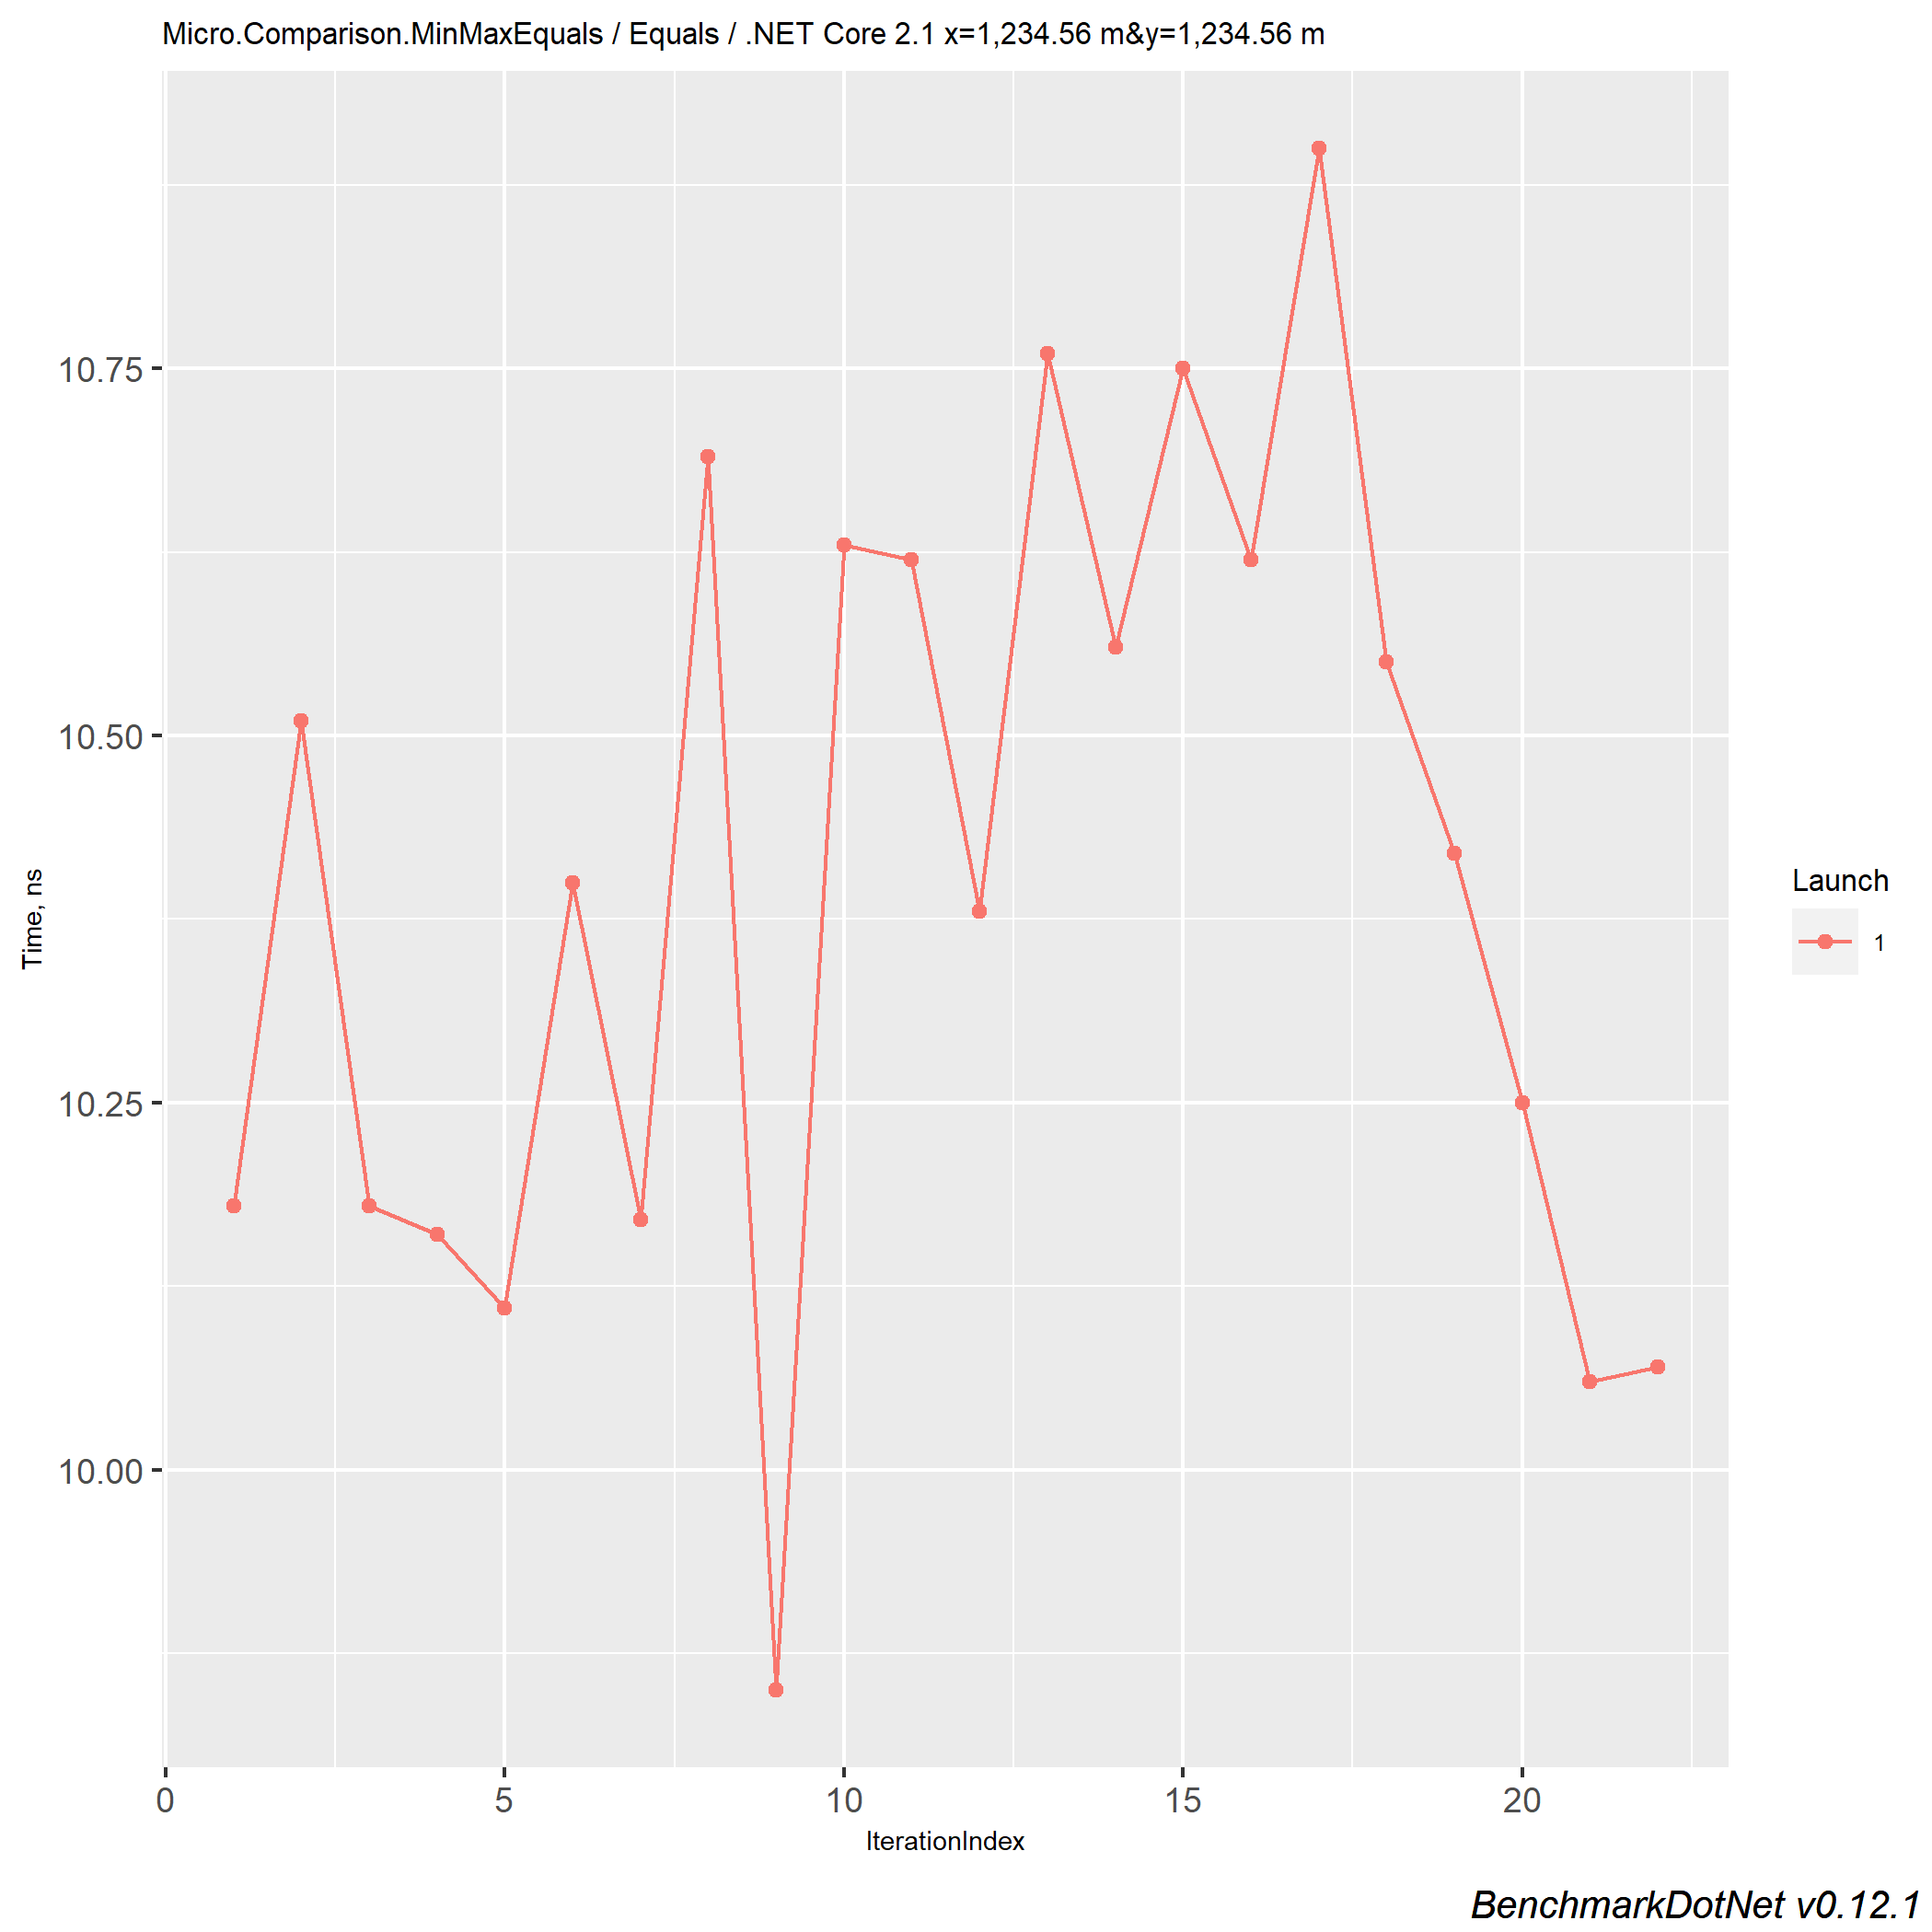 Micro.Comparison.MinMaxEquals / Equals / .NET Core 2.1 x=1,234.56 m&y=1,234.56 m
10.75
10.50
10.25
10.00
Time, ns
0 5 10 15 20
IterationIndex
Launch
1
BenchmarkDotNet v0.12.1